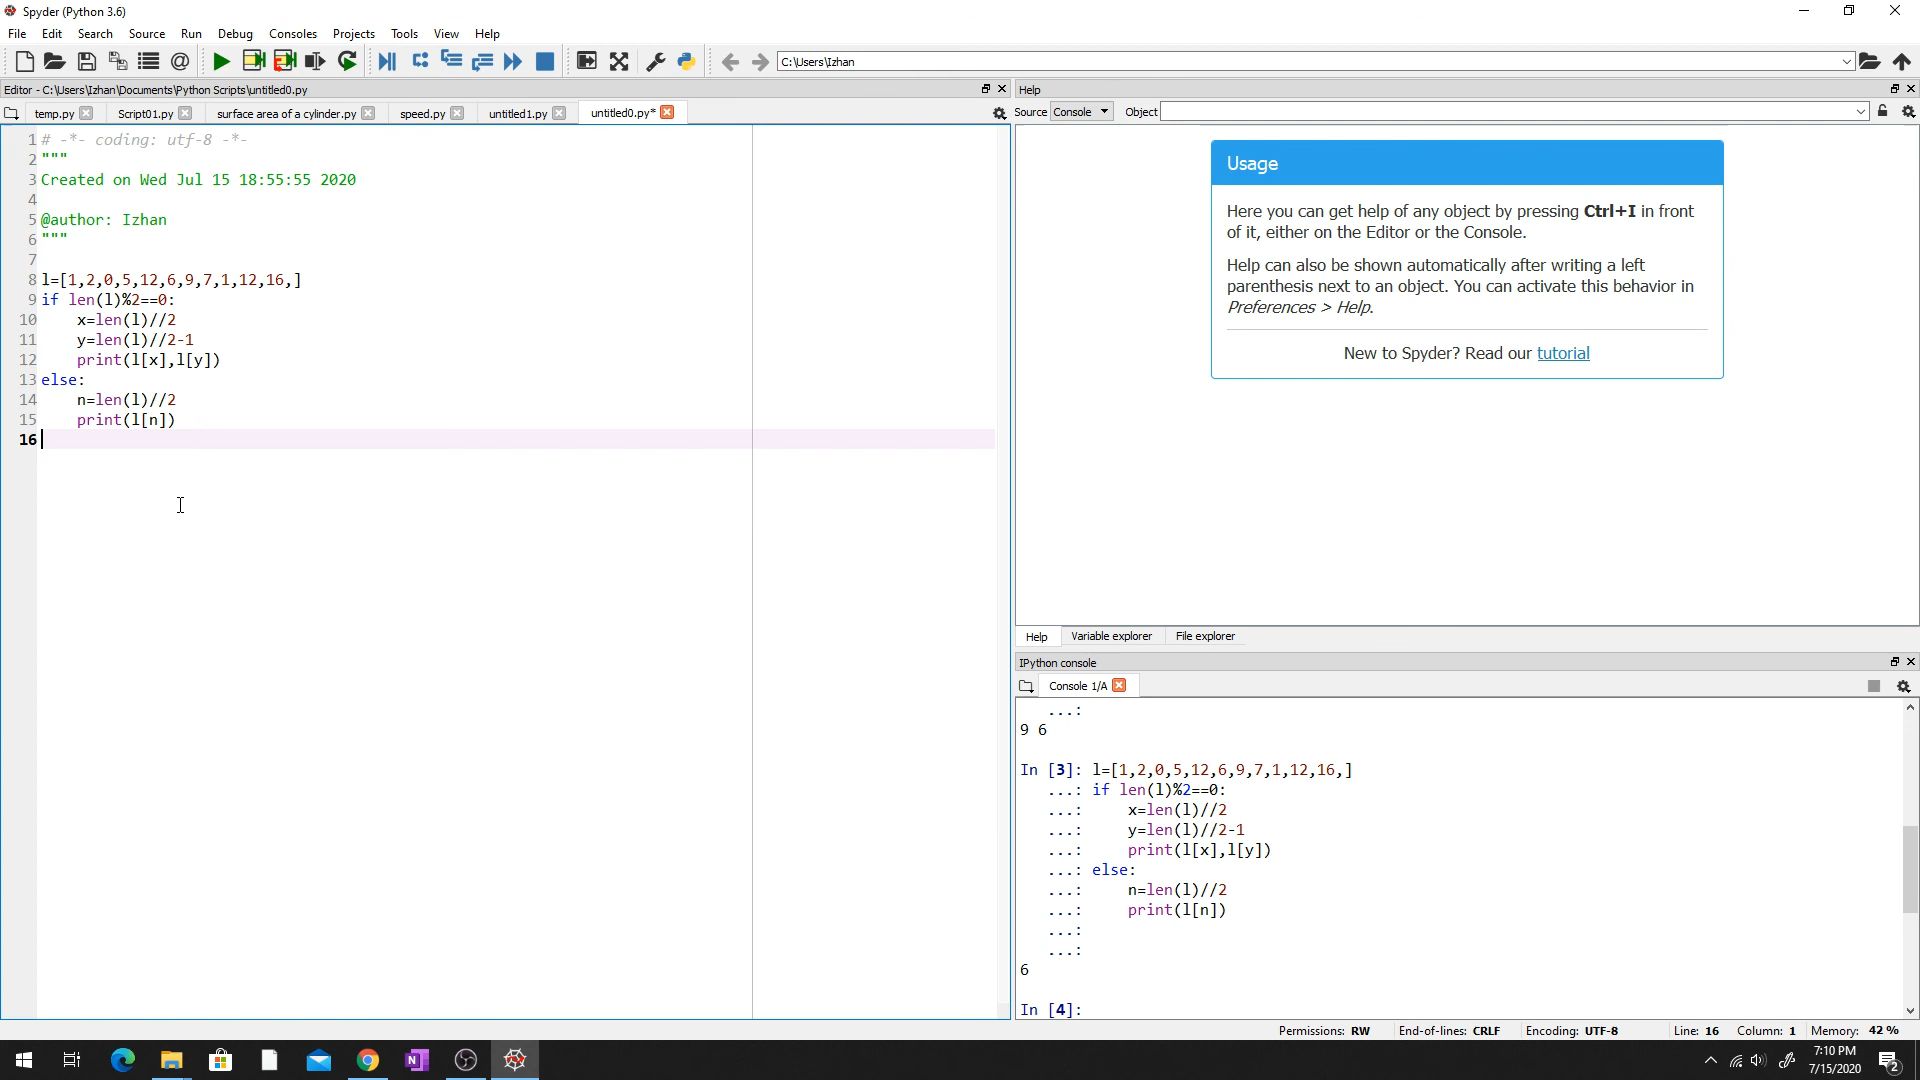 Spyder (Python 3.6)
File Edit Search Source Run Debug Consoles Projects Tools View Help
C:\Users\Izhan
Editor - C:\Users\Izhan\Documents\Python Scripts\untitled0.py
temp.py Script01.py surface area of a cylinder.py speed.py untitled1.py untitled0.py*
1 # -*- coding: utf-8 -*-
2 """
3 Created on Wed Jul 15 18:55:55 2020
4
5 @author: Izhan
6 """
7
8 l=[1,2,0,5,12,6,9,7,1,12,16,]
9 if len(l)%2==0:
10     x=len(l)//2
11     y=len(l)//2-1
12     print(l[x],l[y])
13 else:
14     n=len(l)//2
15     print(l[n])
16
Help
Source Console Object
Usage
Here you can get help of any object by pressing Ctrl+I in front
of it, either on the Editor or the Console.
Help can also be shown automatically after writing a left
parenthesis next to an object. You can activate this behavior in
Preferences > Help.
New to Spyder? Read our tutorial
Help Variable explorer File explorer
IPython console
Console 1/A
...:
9 6
In [3]: l=[1,2,0,5,12,6,9,7,1,12,16,]
...: if len(l)%2==0:
...:     x=len(l)//2
...:     y=len(l)//2-1
...:     print(l[x],l[y])
...: else:
...:     n=len(l)//2
...:     print(l[n])
...:
...:
6
In [4]:
Permissions: RW End-of-lines: CRLF Encoding: UTF-8 Line: 16 Column: 1 Memory: 42 %
7:10 PM
7/15/2020
2